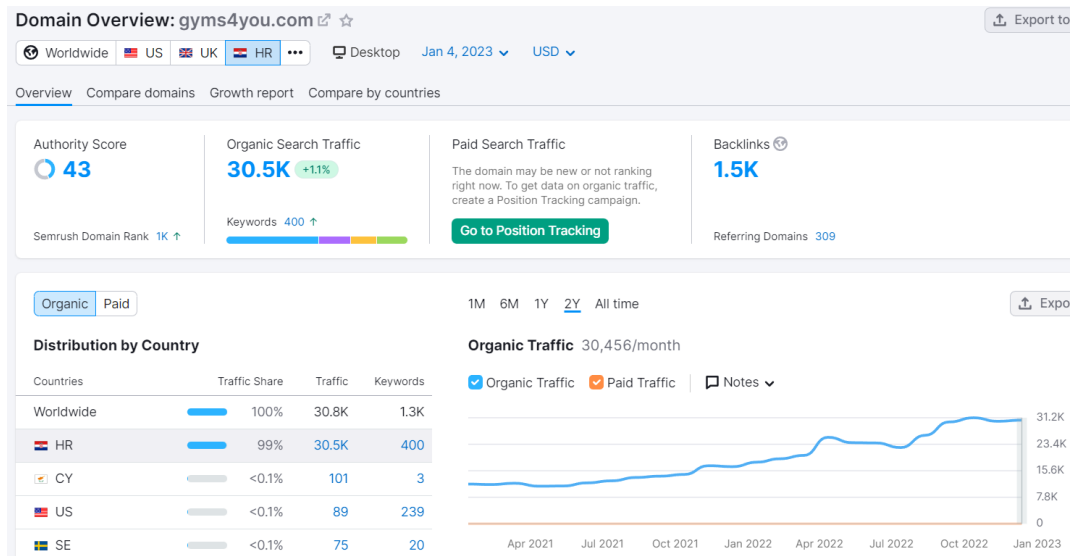 Domain Overview: gyms4you.com
Export to
Worldwide US UK HR ••• Desktop Jan 4, 2023 USD
Overview Compare domains Growth report Compare by countries
Authority Score
43
Semrush Domain Rank 1K ↑
Organic Search Traffic
30.5K +1.1%
Keywords 400 ↑
Paid Search Traffic
The domain may be new or not ranking
right now. To get data on organic traffic,
create a Position Tracking campaign.
Go to Position Tracking
Backlinks
1.5K
Referring Domains 309
Organic Paid
Distribution by Country
Countries Traffic Share Traffic Keywords
Worldwide 100% 30.8K 1.3K
HR 99% 30.5K 400
CY <0.1% 101 3
US <0.1% 89 239
SE <0.1% 75 20
1M 6M 1Y 2Y All time
Expo
Organic Traffic 30,456/month
Organic Traffic Paid Traffic Notes
31.2K
23.4K
15.6K
7.8K
0
Apr 2021 Jul 2021 Oct 2021 Jan 2022 Apr 2022 Jul 2022 Oct 2022 Jan 2023